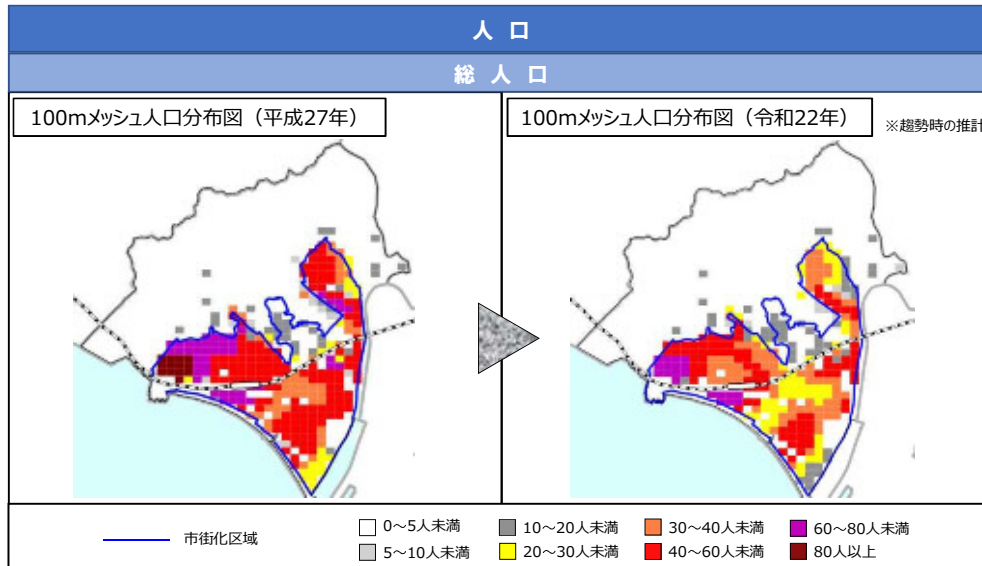 人 口
総 人 口
100mメッシュ人口分布図（平成27年）
100mメッシュ人口分布図（令和22年）
※趨勢時の推計
市街化区域
0～5人未満
10～20人未満
30～40人未満
60～80人未満
5～10人未満
20～30人未満
40～60人未満
80人以上